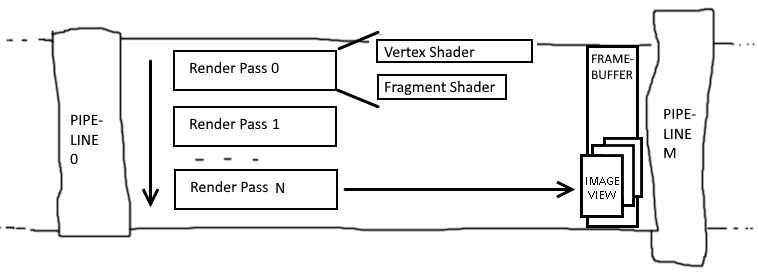 PIPE-
LINE
0
Render Pass 0
Vertex Shader
Fragment Shader
Render Pass 1
Render Pass N
FRAME-
BUFFER
IMAGE
VIEW
PIPE-
LINE
M